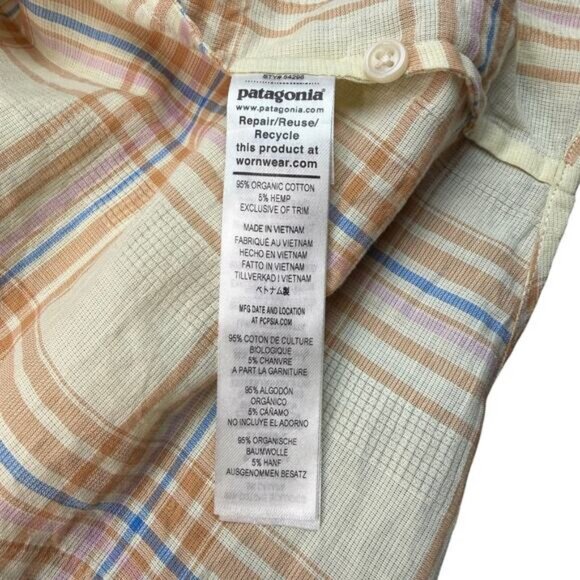 STY# 54298
patagonia®
www.patagonia.com
Repair/Reuse/
Recycle
this product at
wornwear.com
95% ORGANIC COTTON
5% HEMP
EXCLUSIVE OF TRIM
MADE IN VIETNAM
FABRIQUÉ AU VIETNAM
HECHO EN VIETNAM
FATTO IN VIETNAM
TILLVERKAD I VIETNAM
ベトナム製
MFG DATE AND LOCATION
AT PCPSIA.COM
95% COTON DE CULTURE
BIOLOGIQUE
5% CHANVRE
A PART LA GARNITURE
95% ALGODÓN
ORGÁNICO
5% CÁÑAMO
NO INCLUYE EL ADORNO
95% ORGANISCHE
BAUMWOLLE
5% HANF
AUSGENOMMEN BESATZ